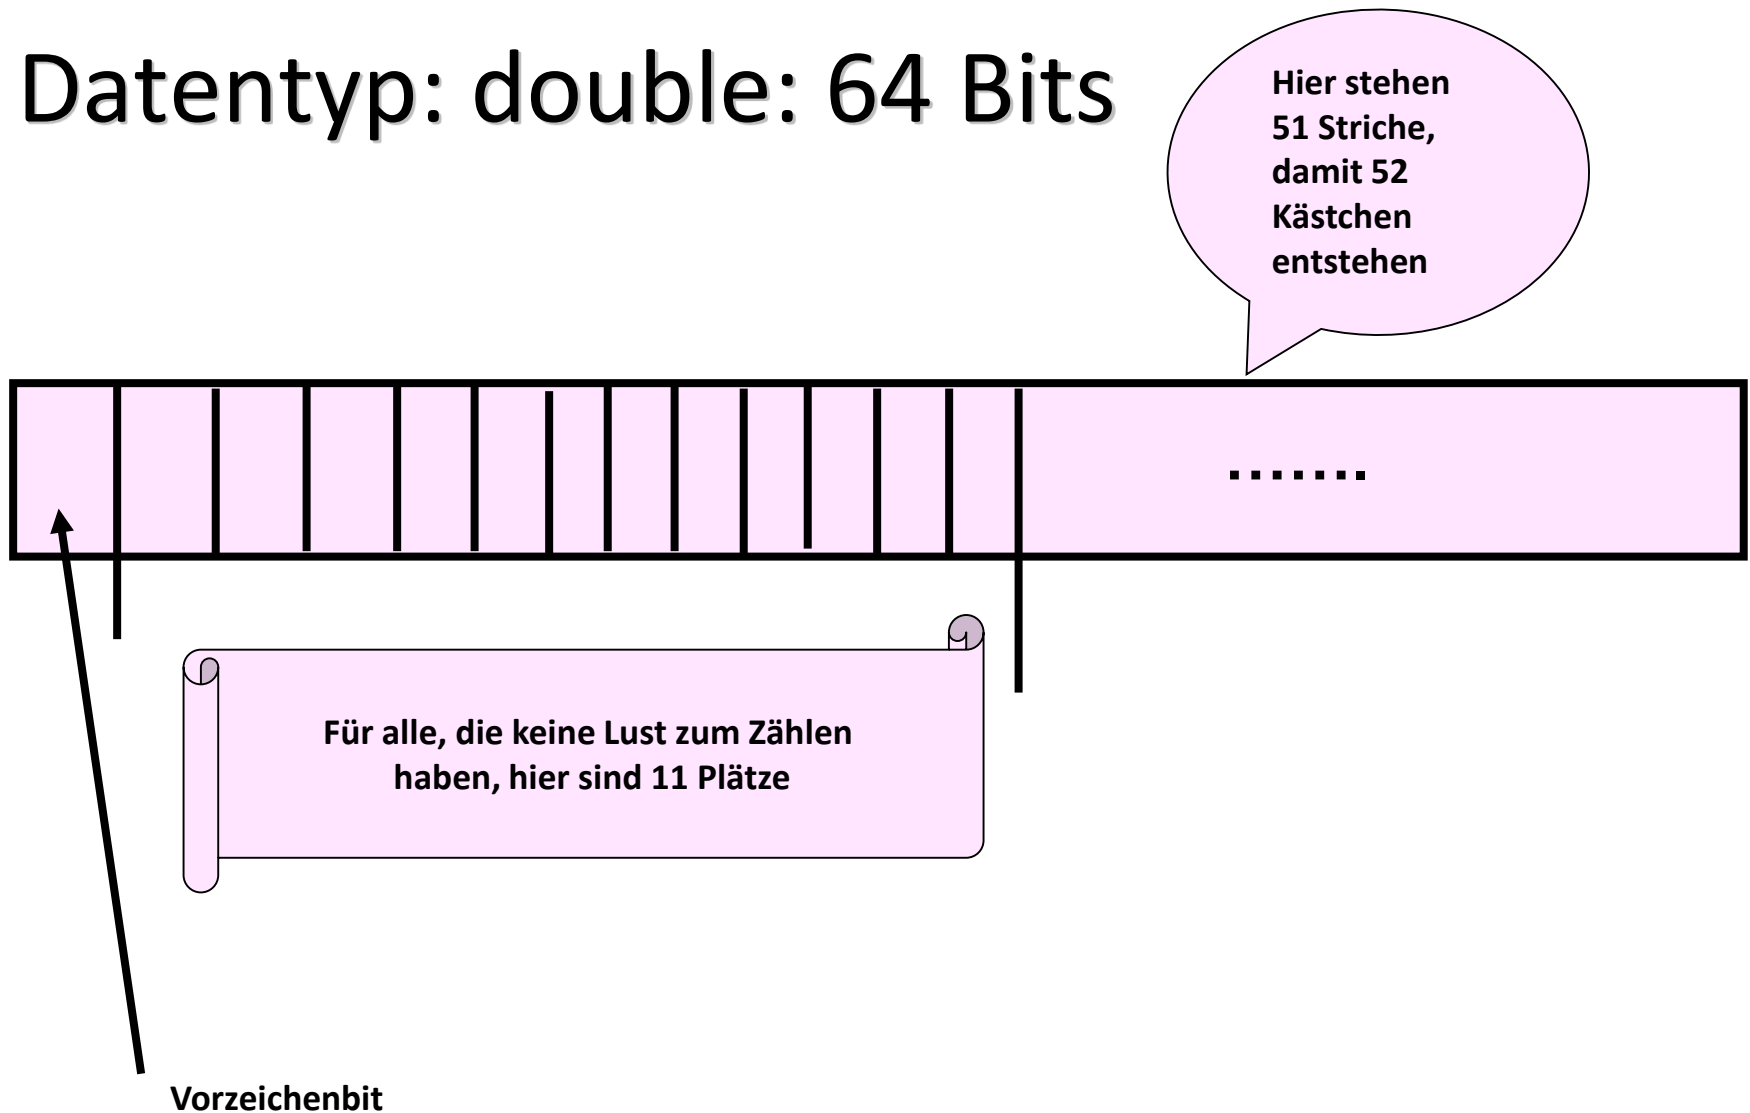 Datentyp: double: 64 Bits
Hier stehen
51 Striche,
damit 52
Kästchen
entstehen
.......
Für alle, die keine Lust zum Zählen
haben, hier sind 11 Plätze
Vorzeichenbit